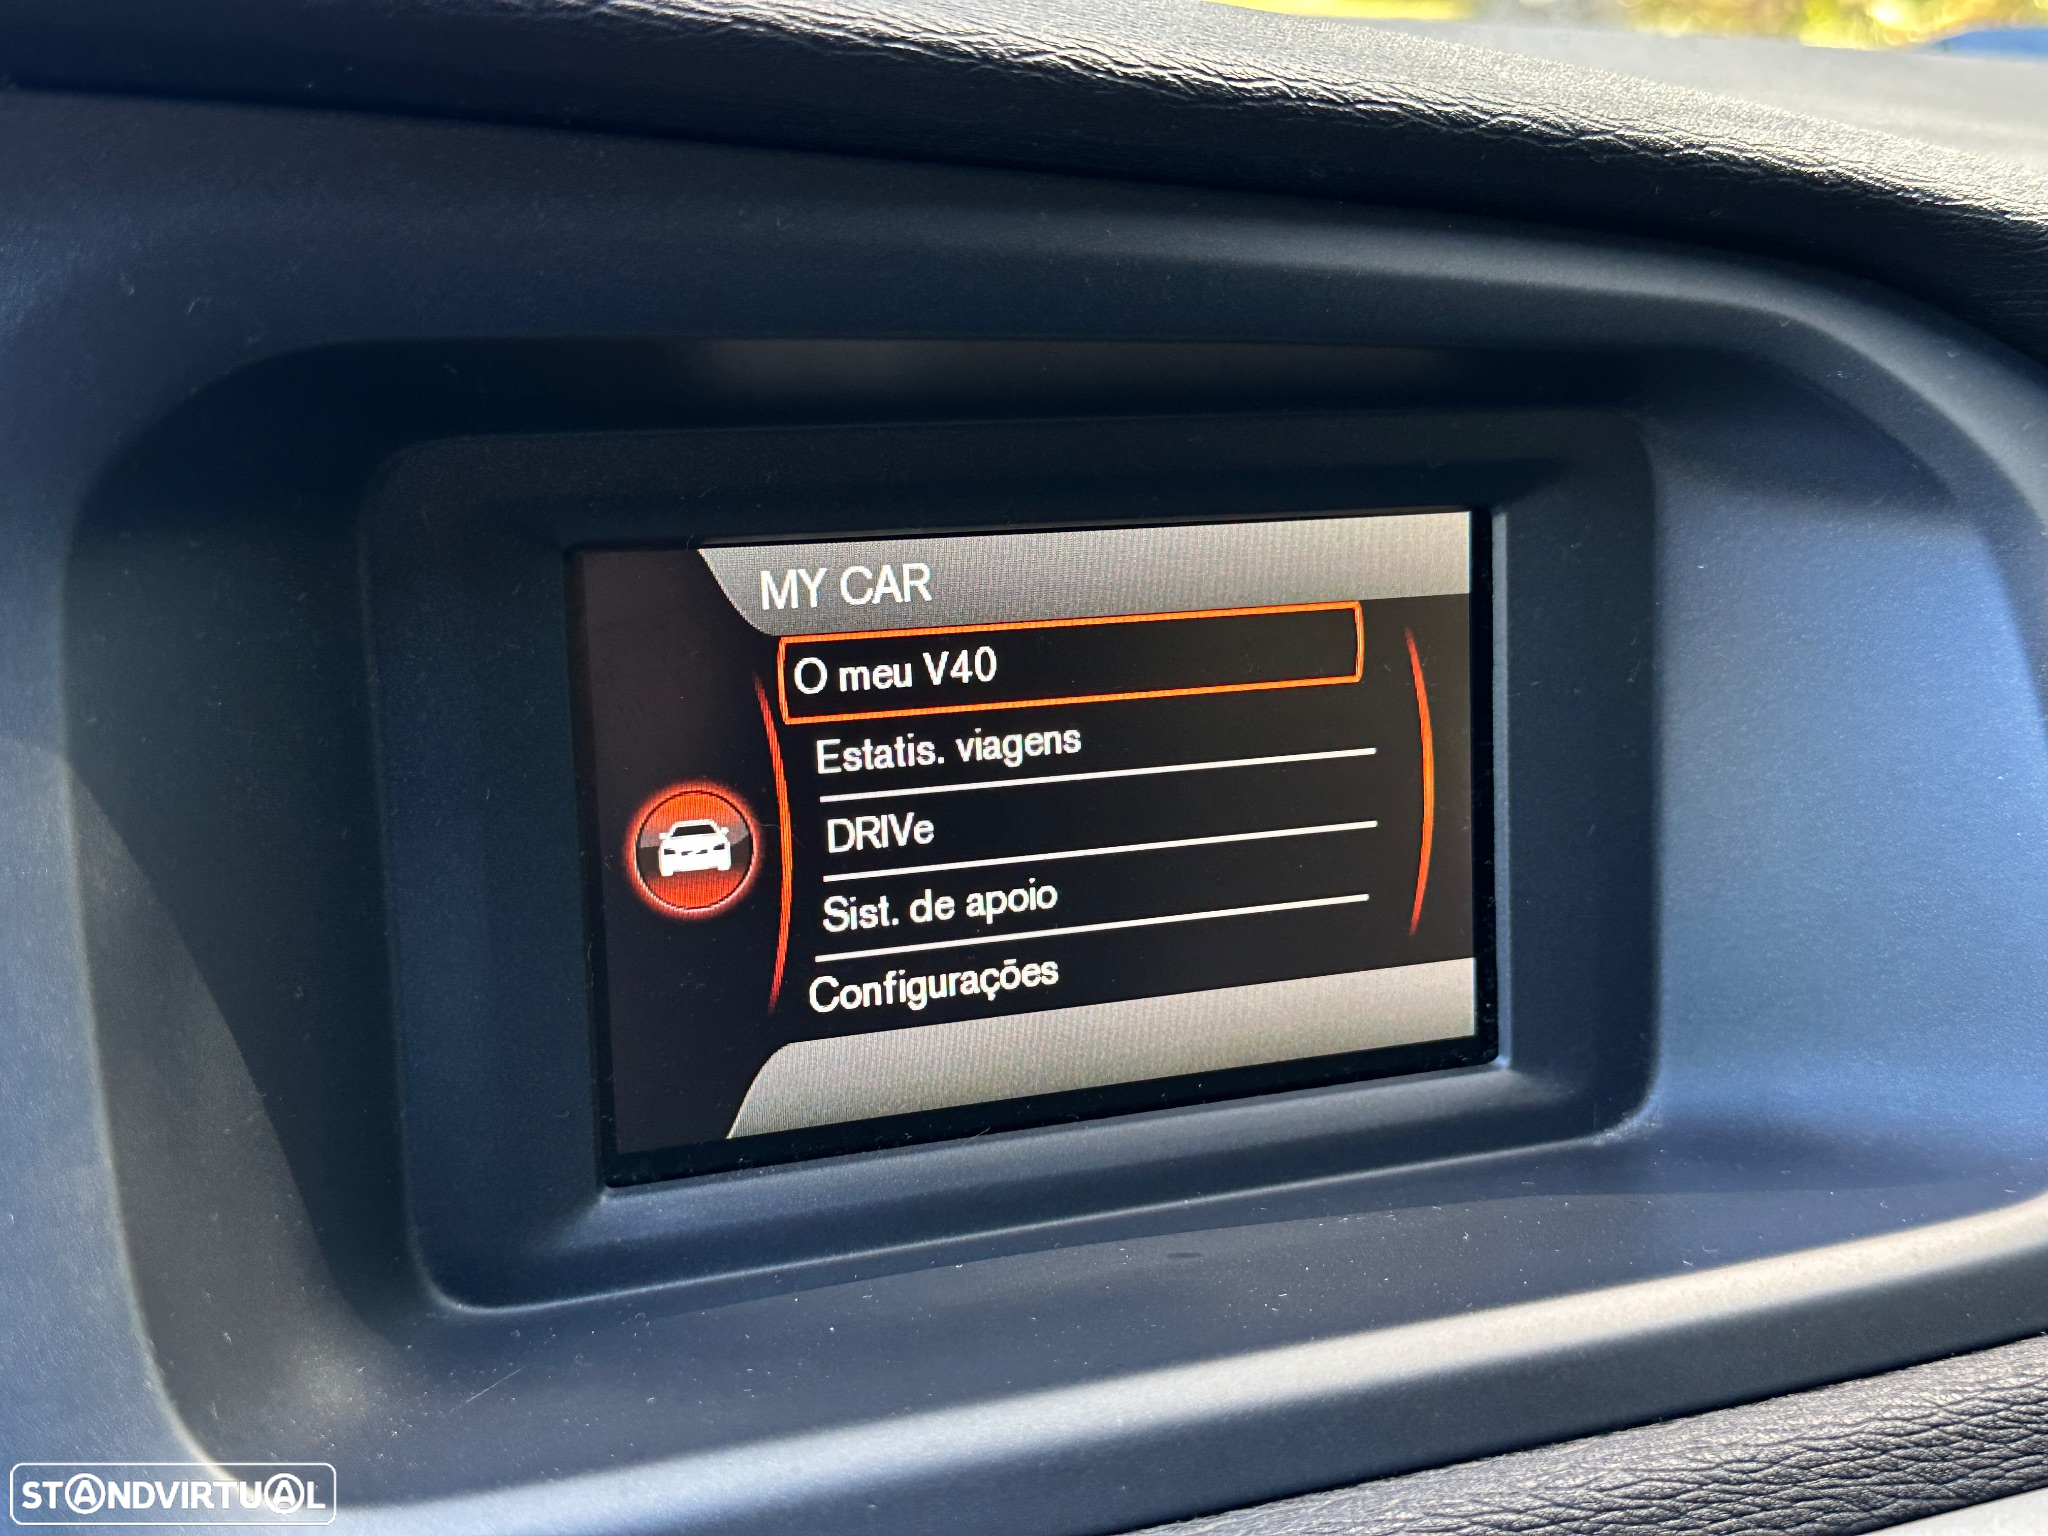 MY CAR
O meu V40
Estatis. viagens
DRIVe
Sist. de apoio
Configurações
STANDVIRTUAL